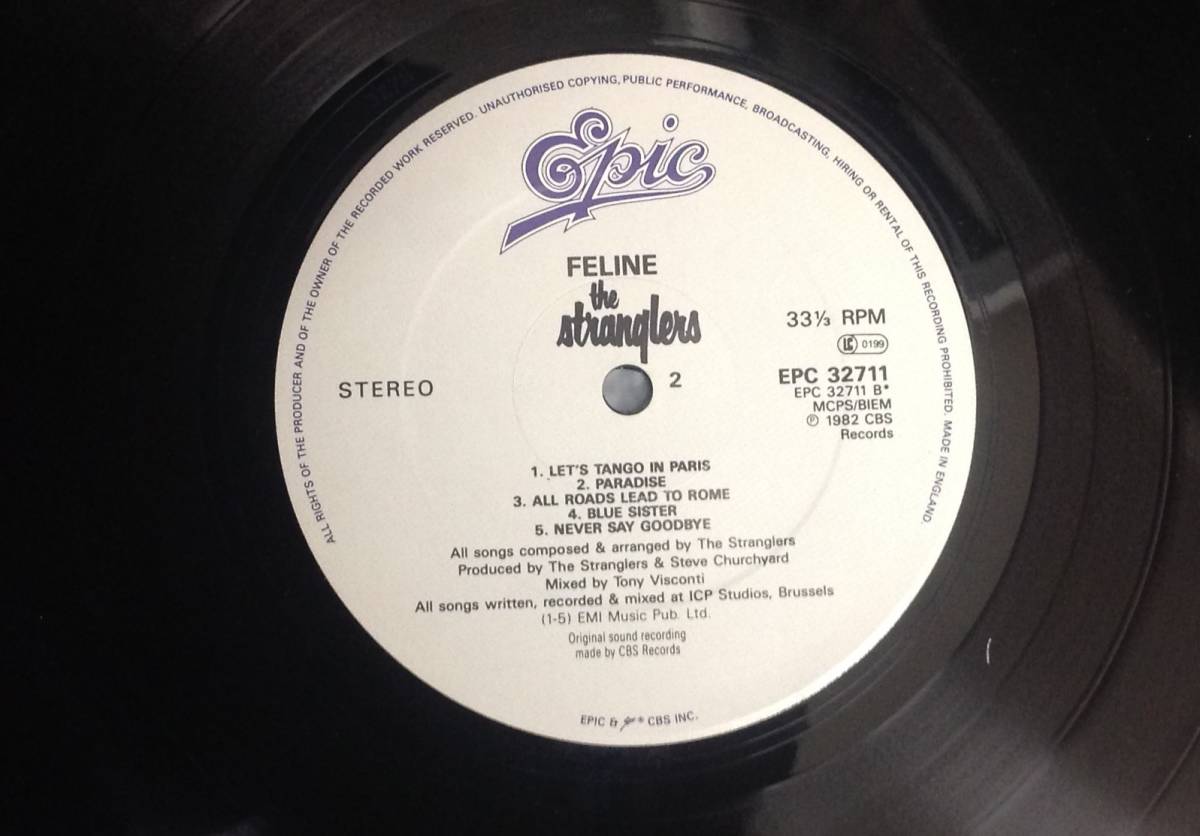 ALL RIGHTS OF THE PRODUCER AND OF THE OWNER OF THE RECORDED WORK RESERVED. UNAUTHORISED COPYING, PUBLIC PERFORMANCE, BROADCASTING, HIRING OR RENTAL OF THIS RECORDING PROHIBITED. MADE IN ENGLAND.
Epic
FELINE
the
stranglers
33⅓ RPM
LC 0199
STEREO
2
EPC 32711
EPC 32711 B*
MCPS/BIEM
℗ 1982 CBS
Records
1. LET'S TANGO IN PARIS
2. PARADISE
3. ALL ROADS LEAD TO ROME
4. BLUE SISTER
5. NEVER SAY GOODBYE
All songs composed & arranged by The Stranglers
Produced by The Stranglers & Steve Churchyard
Mixed by Tony Visconti
All songs written, recorded & mixed at ICP Studios, Brussels
(1-5) EMI Music Pub. Ltd.
Original sound recording
made by CBS Records
EPIC & * CBS INC.